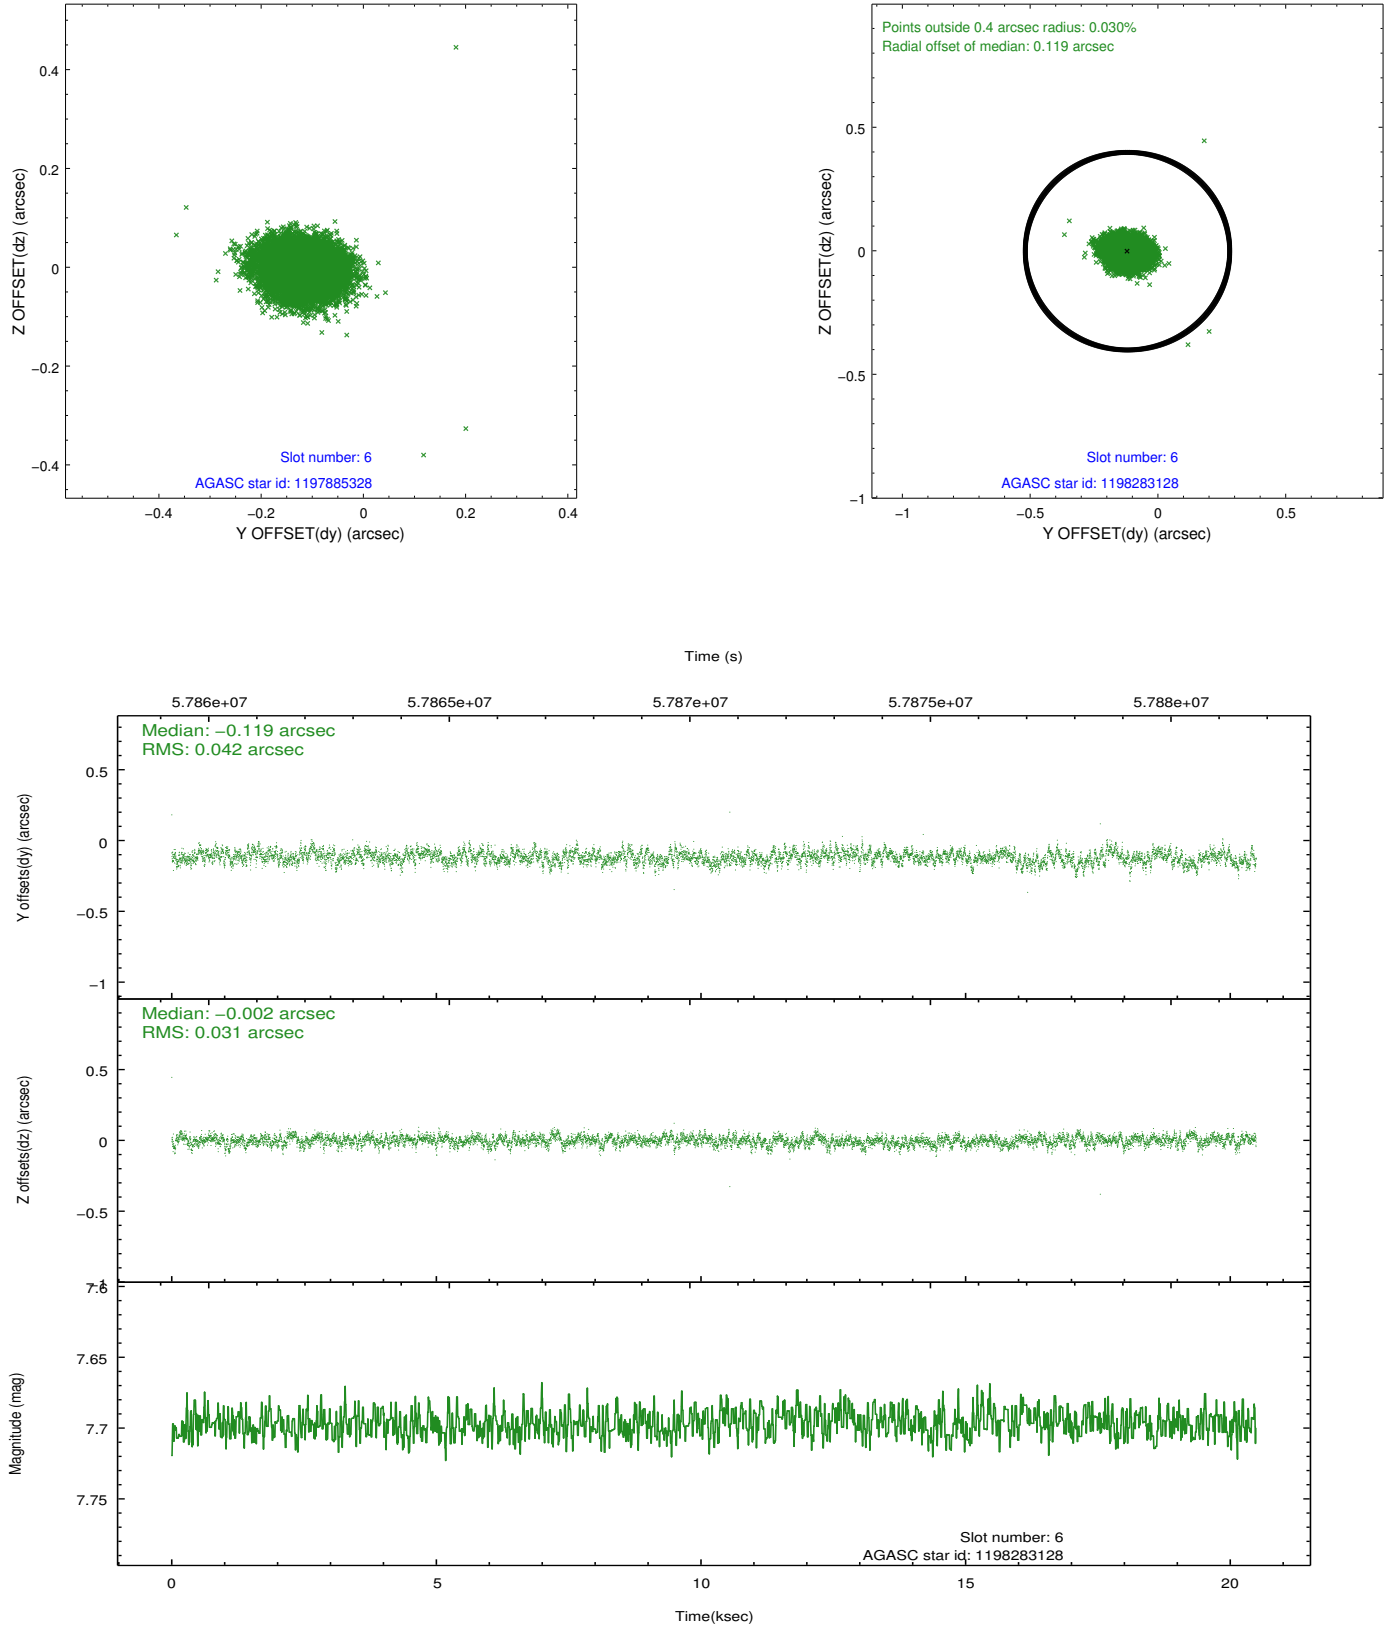 Points outside 0.4 arcsec radius: 0.030%
Radial offset of median: 0.119 arcsec
0.4
0.2
0
−0.2
−0.4
Z OFFSET(dz) (arcsec)
Slot number: 6
AGASC star id: 1197885328
−0.4
−0.2
0
0.2
0.4
Y OFFSET(dy) (arcsec)
0.5
0
−0.5
−1
Z OFFSET(dz) (arcsec)
Slot number: 6
AGASC star id: 1198283128
−1
−0.5
0
0.5
Y OFFSET(dy) (arcsec)
Time (s)
5.786e+07
5.7865e+07
5.787e+07
5.7875e+07
5.788e+07
Median: −0.119 arcsec
RMS: 0.042 arcsec
0.5
0
−0.5
−1
Y offsets(dy) (arcsec)
Median: −0.002 arcsec
RMS: 0.031 arcsec
0.5
0
−0.5
−1
Z offsets(dz) (arcsec)
7.6
7.65
7.7
7.75
Magnitude (mag)
Slot number: 6
AGASC star id: 1198283128
0
5
10
15
20
Time(ksec)